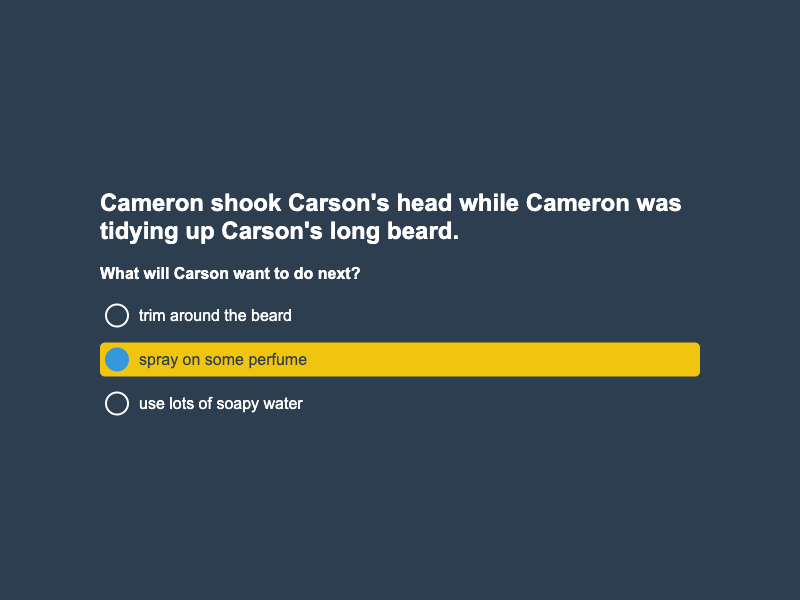 Cameron shook Carson's head while Cameron was
tidying up Carson's long beard.
What will Carson want to do next?
trim around the beard
spray on some perfume
use lots of soapy water